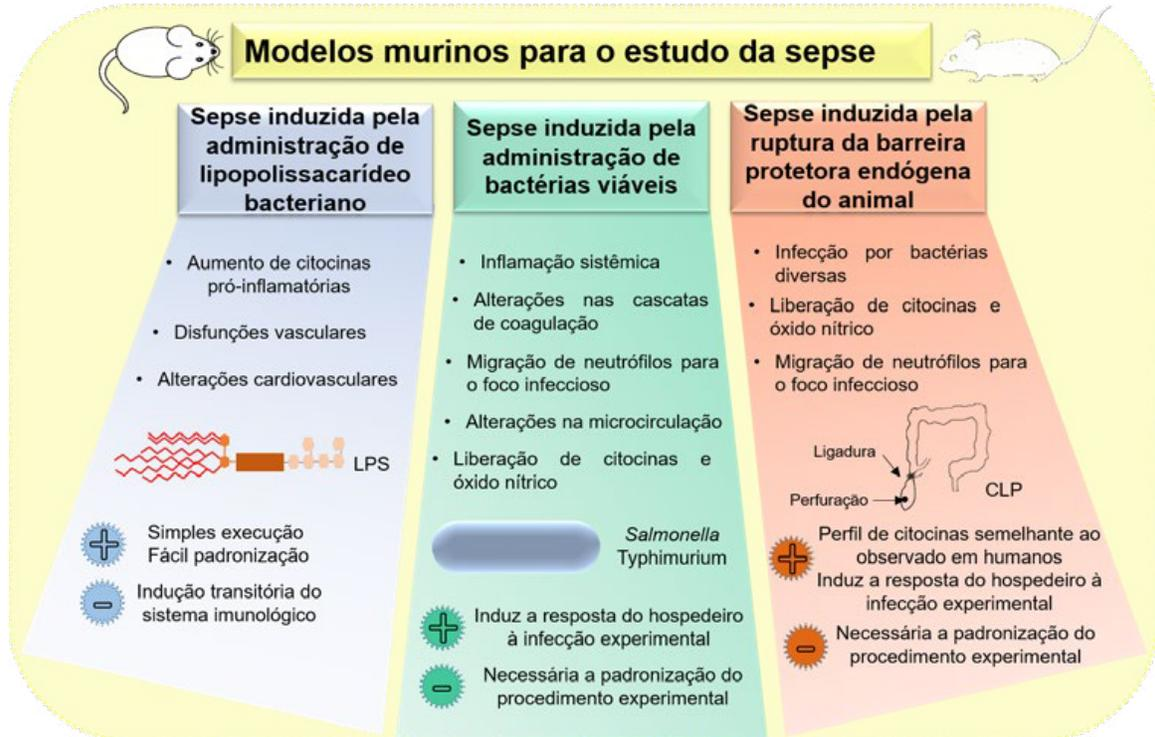 Modelos murinos para o estudo da sepse
Sepse induzida pela
administração de
lipopolissacarídeo
bacteriano
• Aumento de citocinas
pró-inflamatórias
• Disfunções vasculares
• Alterações cardiovasculares
LPS
Simples execução
Fácil padronização
Indução transitória do
sistema imunológico
Sepse induzida pela
administração de
bactérias viáveis
• Inflamação sistêmica
• Alterações nas cascatas
de coagulação
• Migração de neutrófilos para
o foco infeccioso
• Alterações na microcirculação
• Liberação de citocinas e
óxido nítrico
Salmonella
Typhimurium
Induz a resposta do hospedeiro
à infecção experimental
Necessária a padronização do
procedimento experimental
Sepse induzida pela
ruptura da barreira
protetora endógena
do animal
• Infecção por bactérias
diversas
• Liberação de citocinas e
óxido nítrico
• Migração de neutrófilos para
o foco infeccioso
Ligadura
Perfuração
CLP
Perfil de citocinas semelhante ao
observado em humanos
Induz a resposta do hospedeiro à
infecção experimental
Necessária a padronização do
procedimento experimental